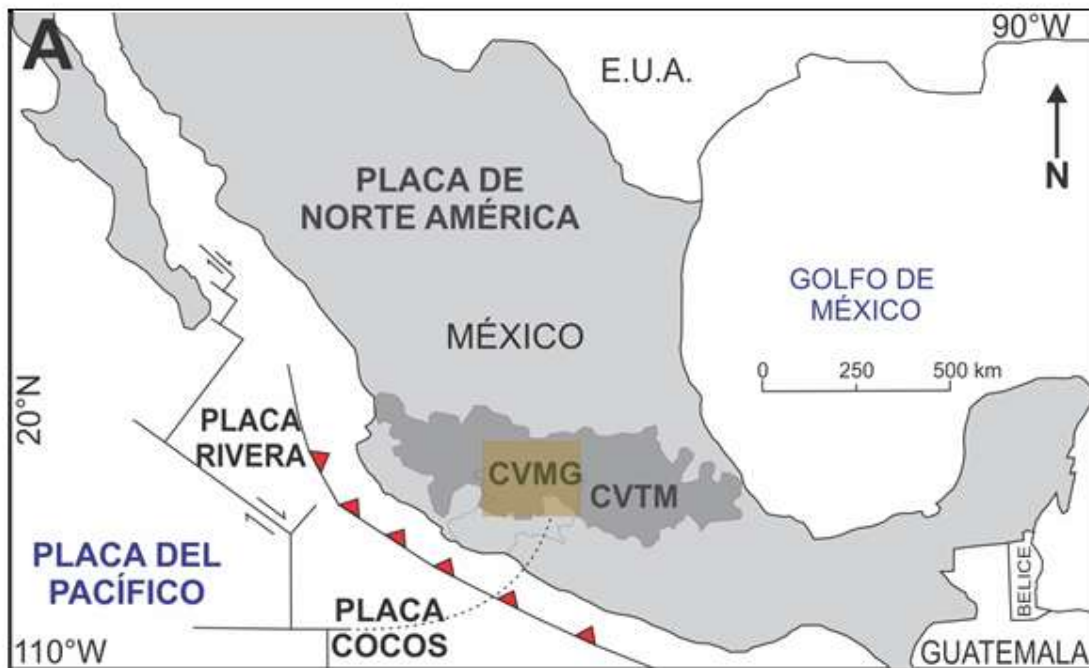 A
90°W
E.U.A.
N
PLACA DE
NORTE AMÉRICA
GOLFO DE
MÉXICO
MÉXICO
0 250 500 km
20°N
PLACA
RIVERA
CVMG
CVTM
PLACA DEL
PACÍFICO
PLACA
COCOS
BELICE
110°W
GUATEMALA